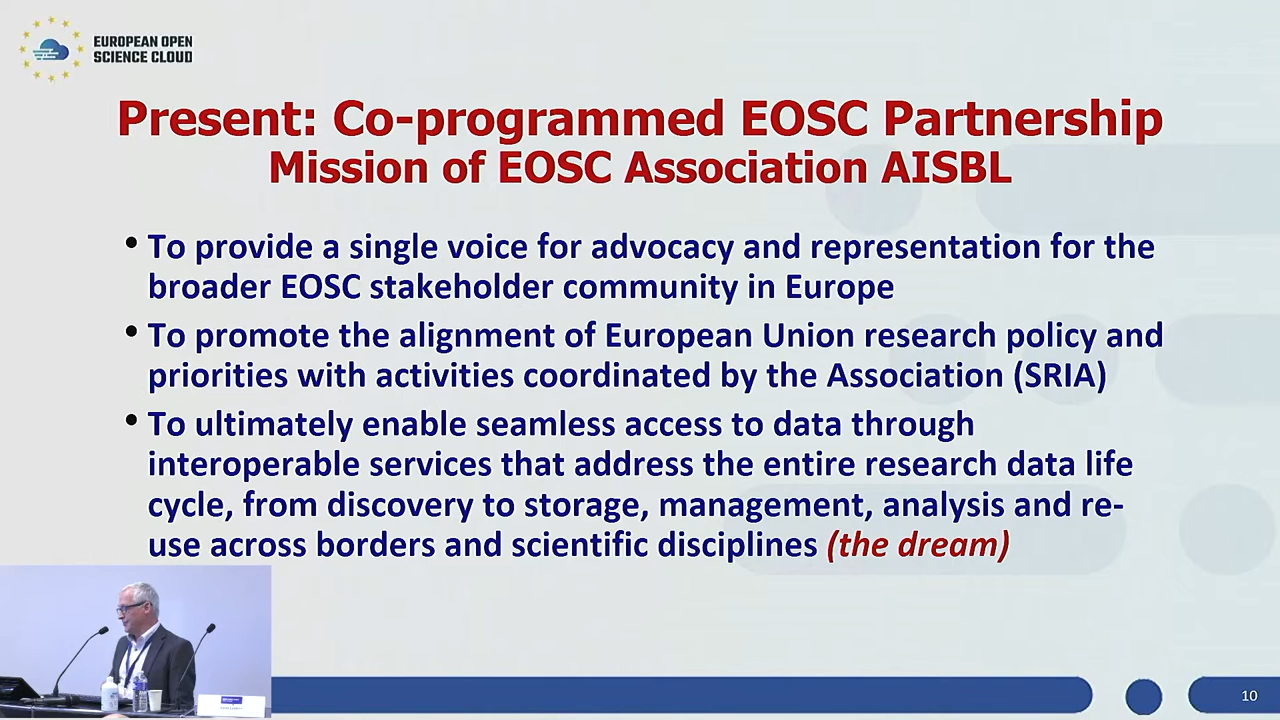 EUROPEAN OPEN
SCIENCE CLOUD
Present: Co-programmed EOSC Partnership
Mission of EOSC Association AISBL
• To provide a single voice for advocacy and representation for the
broader EOSC stakeholder community in Europe
• To promote the alignment of European Union research policy and
priorities with activities coordinated by the Association (SRIA)
• To ultimately enable seamless access to data through
interoperable services that address the entire research data life
cycle, from discovery to storage, management, analysis and re-
use across borders and scientific disciplines (the dream)
10